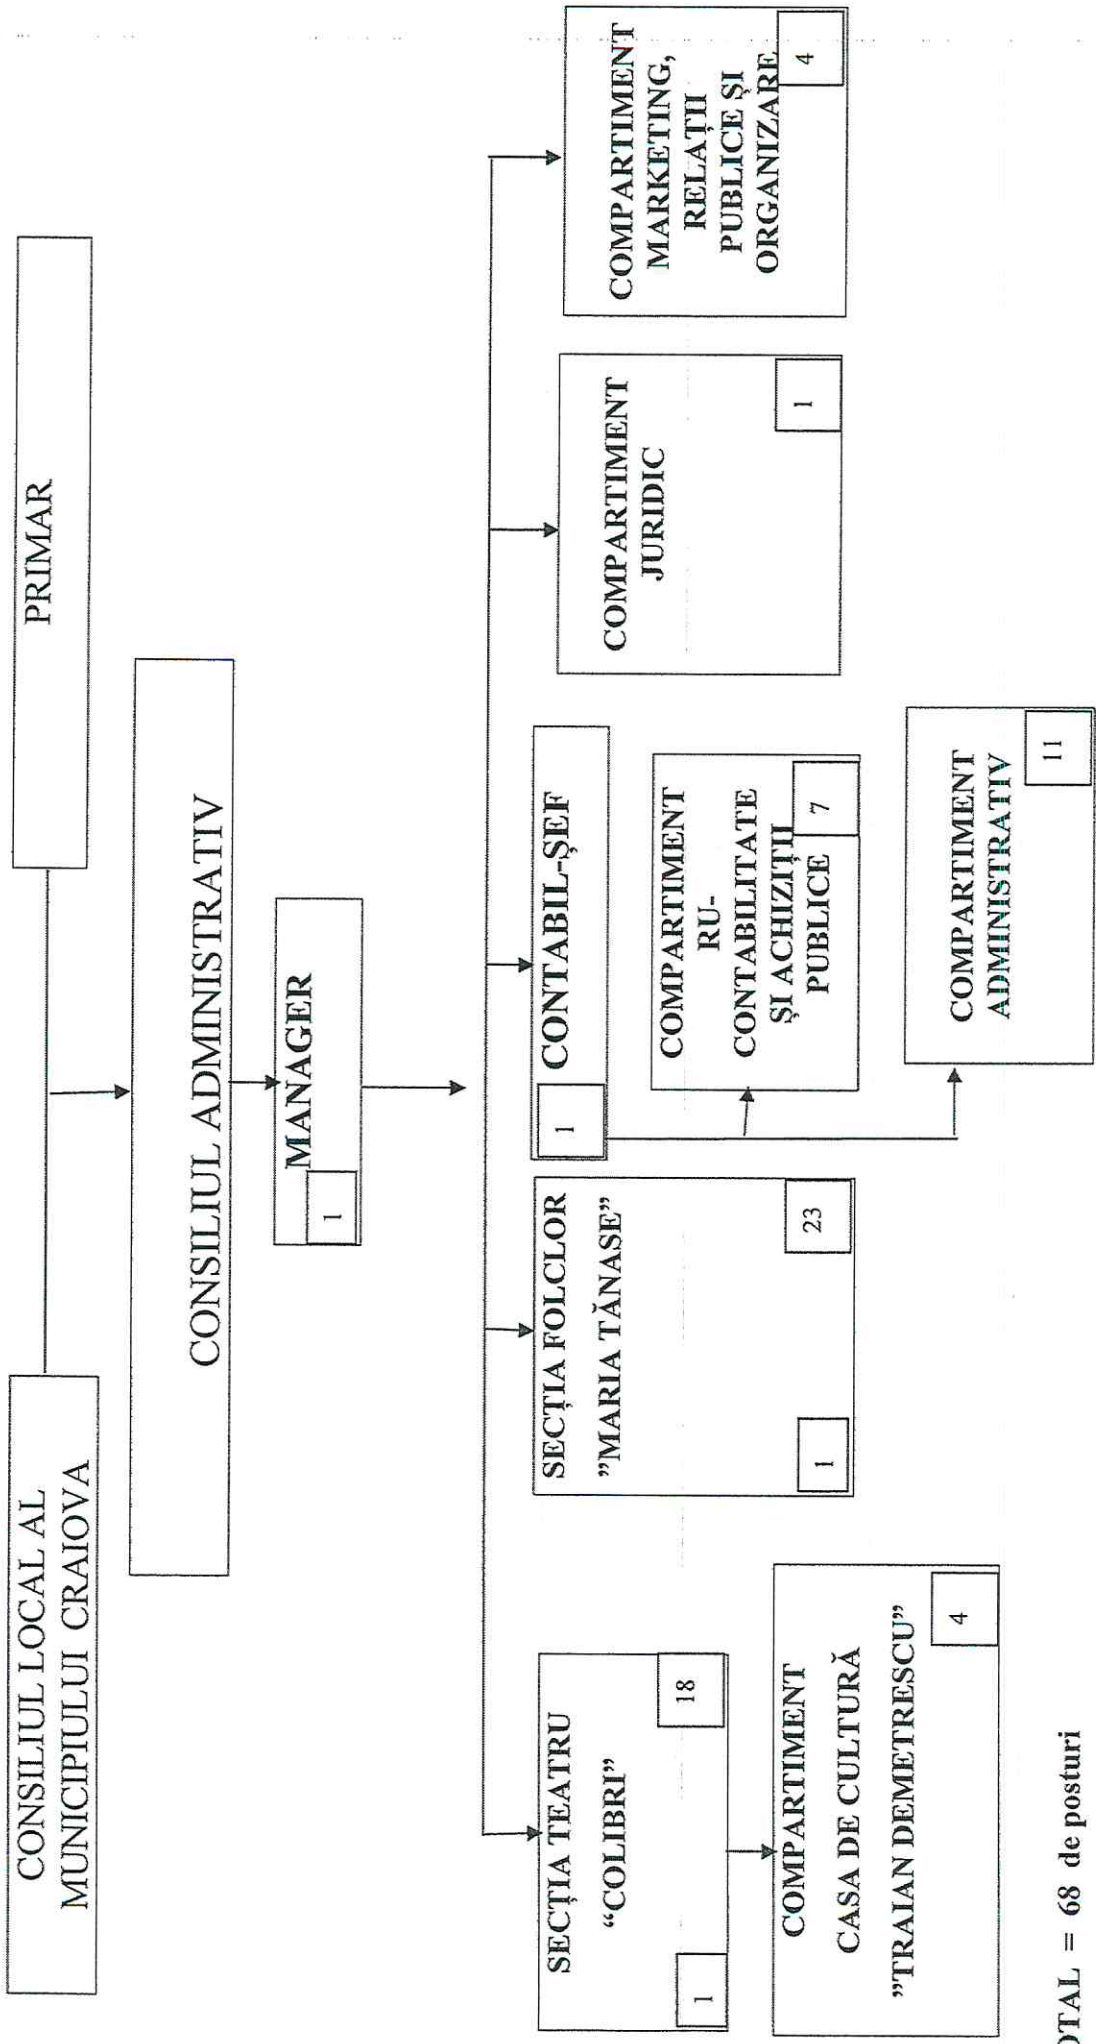 CONSILIUL LOCAL AL
MUNICIPIULUI CRAIOVA
PRIMAR
CONSILIUL ADMINISTRATIV
MANAGER
1
SECȚIA TEATRU
“COLIBRI”
1
18
COMPARTIMENT
CASA DE CULTURĂ
”TRAIAN DEMETRESCU”
4
SECȚIA FOLCLOR
”MARIA TĂNASE”
1
23
CONTABIL-ȘEF
1
COMPARTIMENT
RU-
CONTABILITATE
ȘI ACHIZIȚII
PUBLICE
7
COMPARTIMENT
ADMINISTRATIV
11
COMPARTIMENT
JURIDIC
1
COMPARTIMENT
MARKETING,
RELAȚII
PUBLICE ȘI
ORGANIZARE
4
OTAL = 68 de posturi